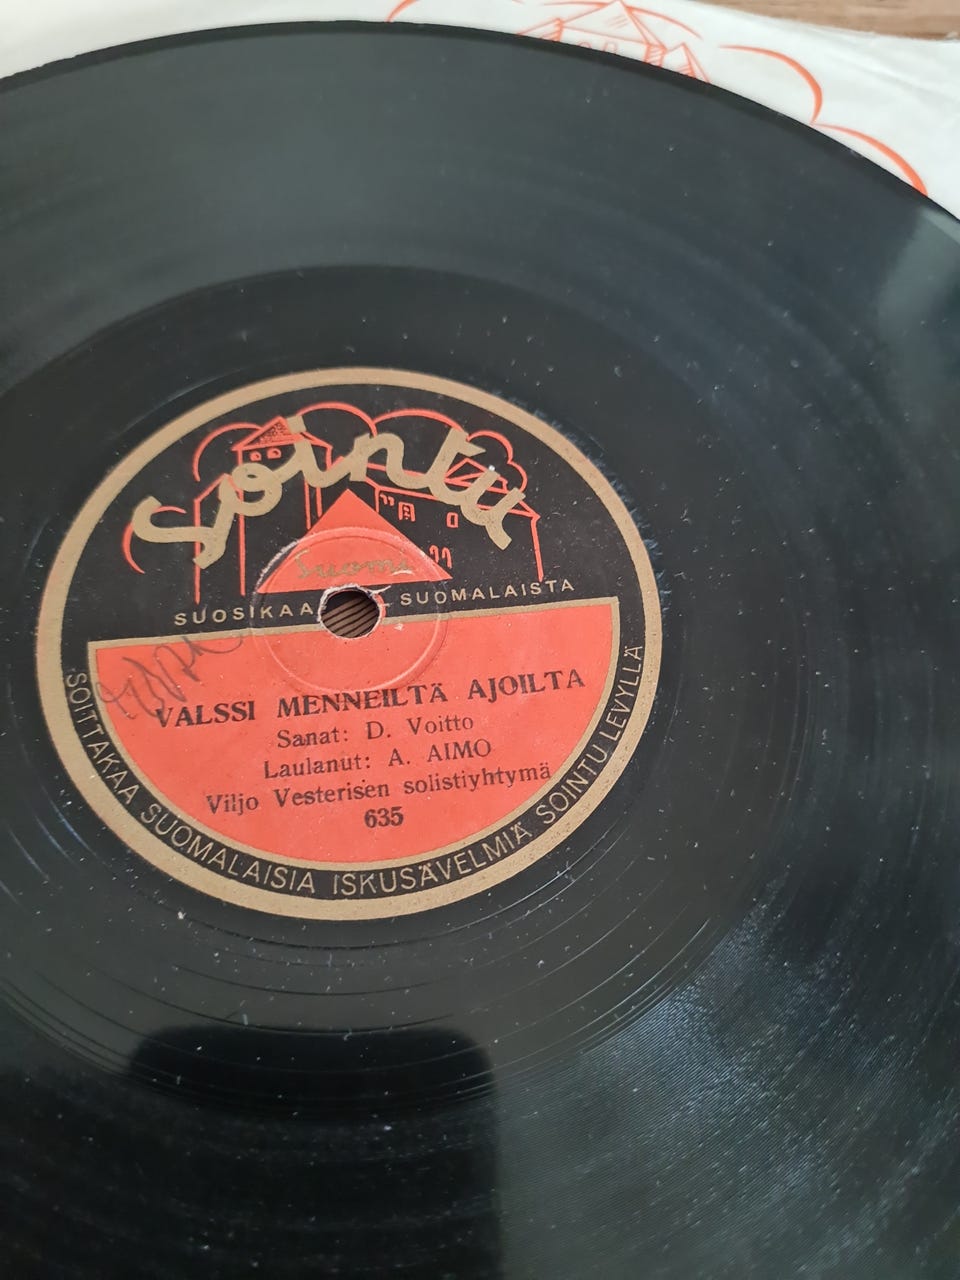 Sointu
Suomi
SUOSIKAA SUOMALAISTA
VALSSI MENNEILTÄ AJOILTA
Sanat: D. Voitto
Laulanut: A. AIMO
Viljo Vesterisen solistiyhtymä
635
SOITTAKAA SUOMALAISIA ISKUSÄVELMIÄ SOINTU LEVYLLÄ